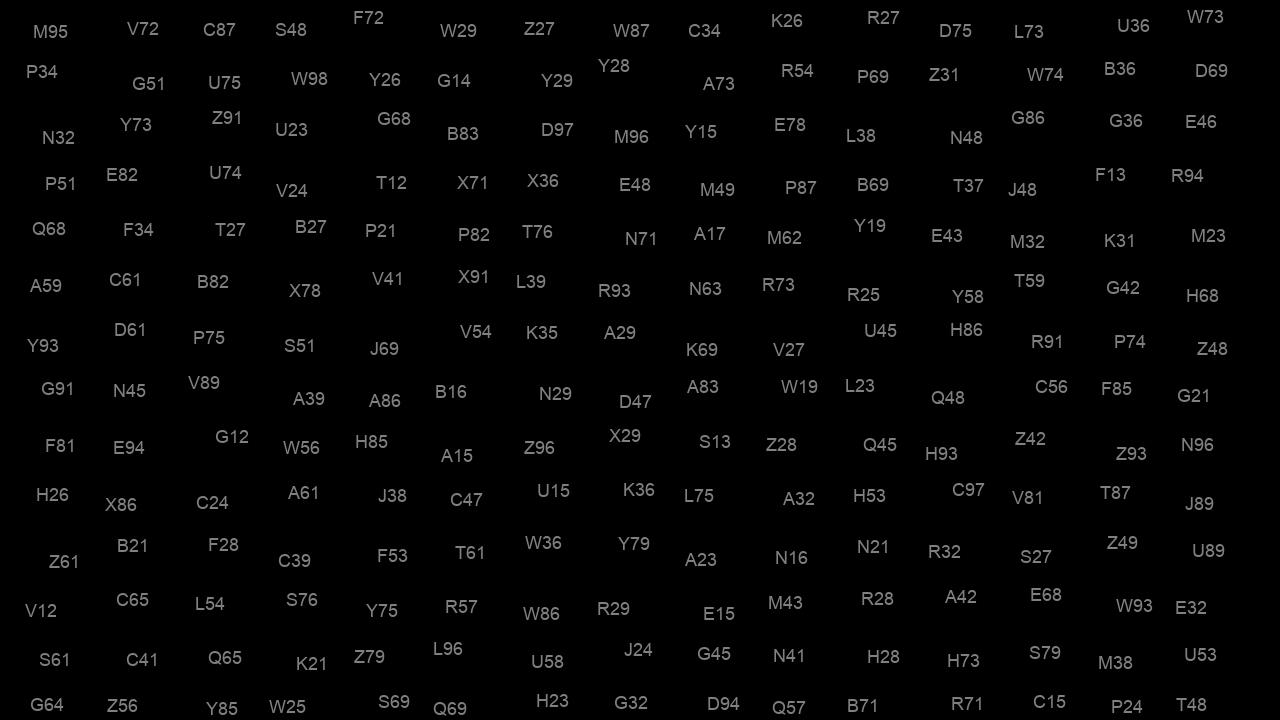 M95 V72 C87 S48 F72 W29 Z27 W87 C34 K26 R27 D75 L73 U36 W73
P34 G51 U75 W98 Y26 G14 Y29 Y28 A73 R54 P69 Z31 W74 B36 D69
N32 Y73 Z91 U23 G68 B83 D97 M96 Y15 E78 L38 N48 G86 G36 E46
P51 E82 U74 V24 T12 X71 X36 E48 M49 P87 B69 T37 J48 F13 R94
Q68 F34 T27 B27 P21 P82 T76 N71 A17 M62 Y19 E43 M32 K31 M23
A59 C61 B82 X78 V41 X91 L39 R93 N63 R73 R25 Y58 T59 G42 H68
Y93 D61 P75 S51 J69 V54 K35 A29 K69 V27 U45 H86 R91 P74 Z48
G91 N45 V89 A39 A86 B16 N29 D47 A83 W19 L23 Q48 C56 F85 G21
F81 E94 G12 W56 H85 A15 Z96 X29 S13 Z28 Q45 H93 Z42 Z93 N96
H26 X86 C24 A61 J38 C47 U15 K36 L75 A32 H53 C97 V81 T87 J89
Z61 B21 F28 C39 F53 T61 W36 Y79 A23 N16 N21 R32 S27 Z49 U89
V12 C65 L54 S76 Y75 R57 W86 R29 E15 M43 R28 A42 E68 W93 E32
S61 C41 Q65 K21 Z79 L96 U58 J24 G45 N41 H28 H73 S79 M38 U53
G64 Z56 Y85 W25 S69 Q69 H23 G32 D94 Q57 B71 R71 C15 P24 T48